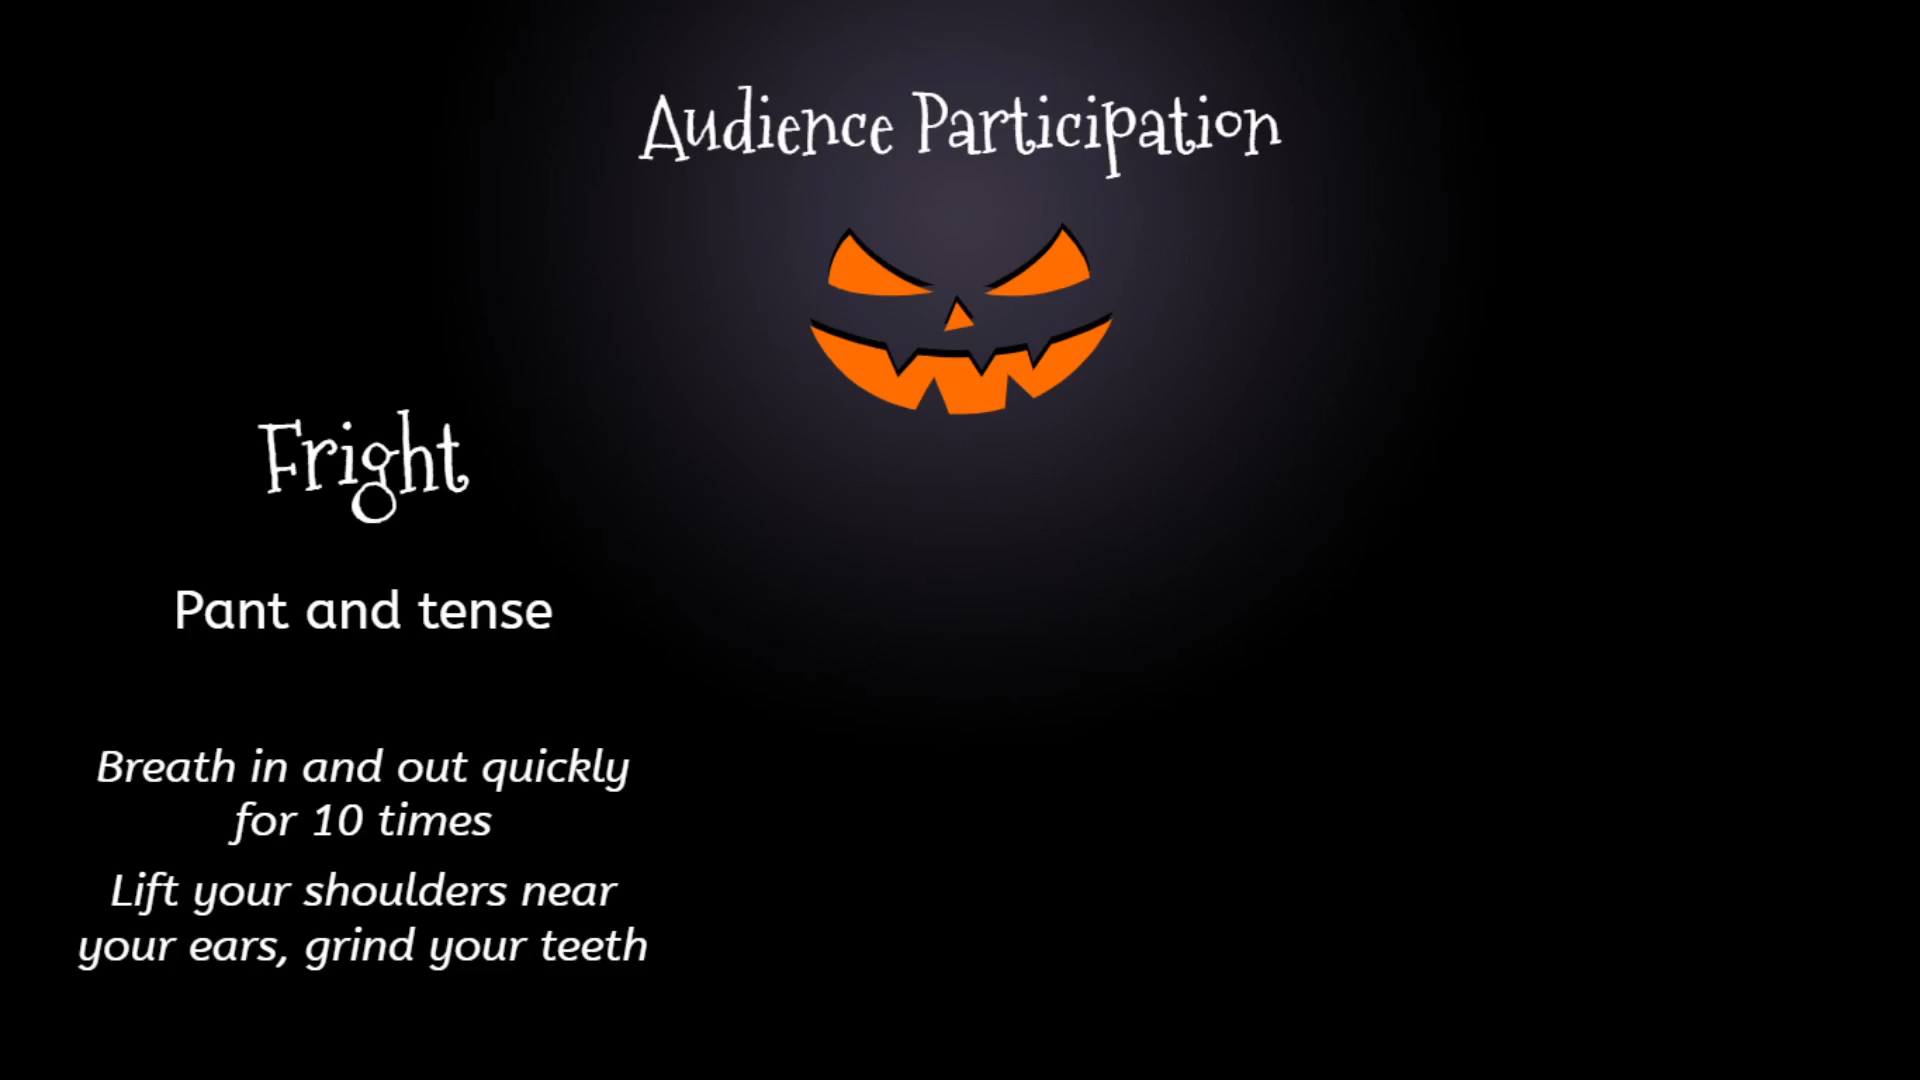 Audience Participation
Fright
Pant and tense
Breath in and out quickly
for 10 times
Lift your shoulders near
your ears, grind your teeth